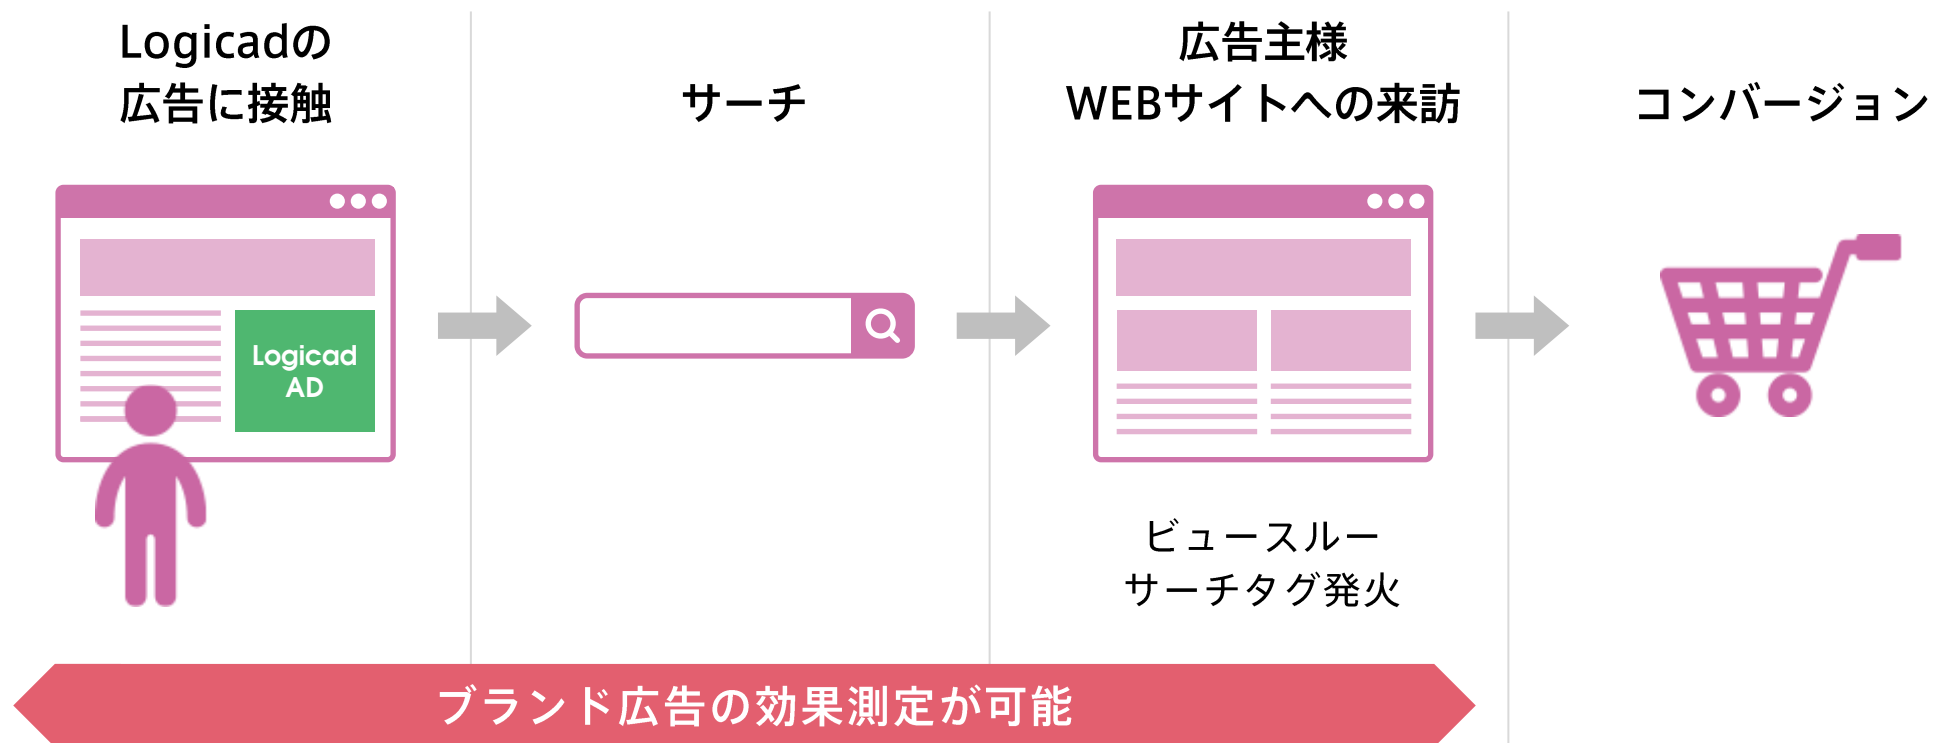 Logicadの
広告に接触
サーチ
広告主様
WEBサイトへの来訪
コンバージョン
Logicad
AD
ビュースルー
サーチタグ発火
ブランド広告の効果測定が可能